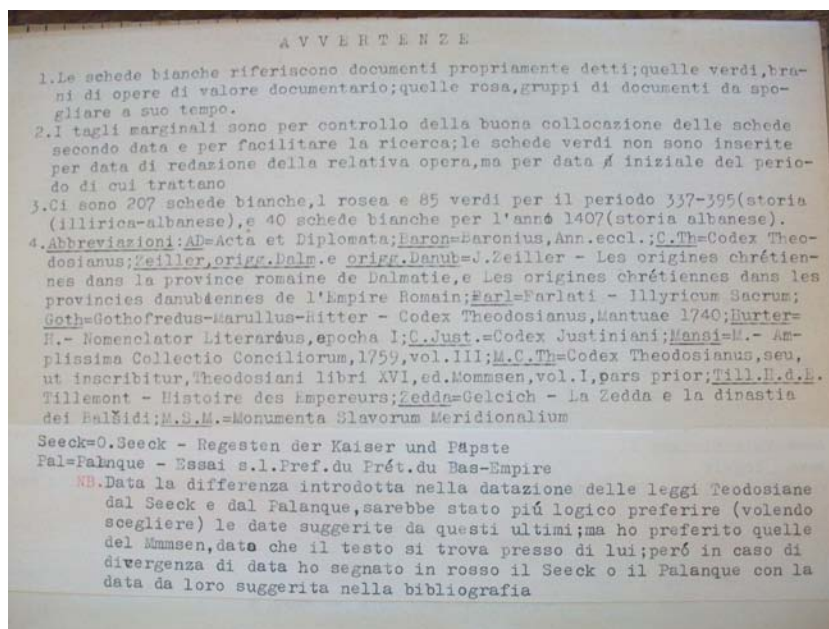 A V V E R T E N Z E
1.Le schede bianche riferiscono documenti propriamente detti;quelle verdi,bra-
ni di opere di valore documentario;quelle rosa,gruppi di documenti da spo-
gliare a suo tempo.
2.I tagli marginali sono per controllo della buona collocazione delle schede
secondo data e per facilitare la ricerca;le schede verdi non sono inserite
per data di redazione della relativa opera,ma per data iniziale del perio-
do di cui trattano
3.Ci sono 207 schede bianche,1 rosea e 85 verdi per il periodo 337-395(storia
(illirica-albanese),e 40 schede bianche per l'anno 1407(storia albanese).
4.Abbreviazioni:AD=Acta et Diplomata;Baron=Baronius,Ann.eccl.;C.Th=Codex Theo-
dosianus;Zeiller,origg.Dalm.e origg.Danub=J.Zeiller - Les origines chrétien-
nes dans la province romaine de Dalmatie,e Les origines chrétiennes dans les
provincies danubiennes de l'Empire Romain;Farl=Farlati - Illyricum Sacrum;
Goth=Gothofredus-Marullus-Ritter - Codex Theodosianus,Mantuae 1740;Hurter=
H.- Nomenclator Literarius,epocha I;C.Just.=Codex Justiniani;Mansi=M.- Am-
plissima Collectio Conciliorum,1759,vol.III;M.C.Th=Codex Theodosianus,seu,
ut inscribitur,Theodosiani libri XVI,ed.Mommsen,vol.I,pars prior;Till.H.d.E.
Tillemont - Histoire des Empereurs;Zedda=Gelcich - La Zedda e la dinastia
dei Balšidi;M.S.M.=Monumenta Slavorum Meridionalium
Seeck=O.Seeck - Regesten der Kaiser und Päpste
Pal=Palanque - Essai s.l.Pref.du Prét.du Bas-Empire
NB.Data la differenza introdotta nella datazione delle leggi Teodosiane
dal Seeck e dal Palanque,sarebbe stato piú logico preferire (volendo
scegliere) le date suggerite da questi ultimi;ma ho preferito quelle
del Mmmsen,dato che il testo si trova presso di lui;peró in caso di
divergenza di data ho segnato in rosso il Seeck o il Palanque con la
data da loro suggerita nella bibliografia